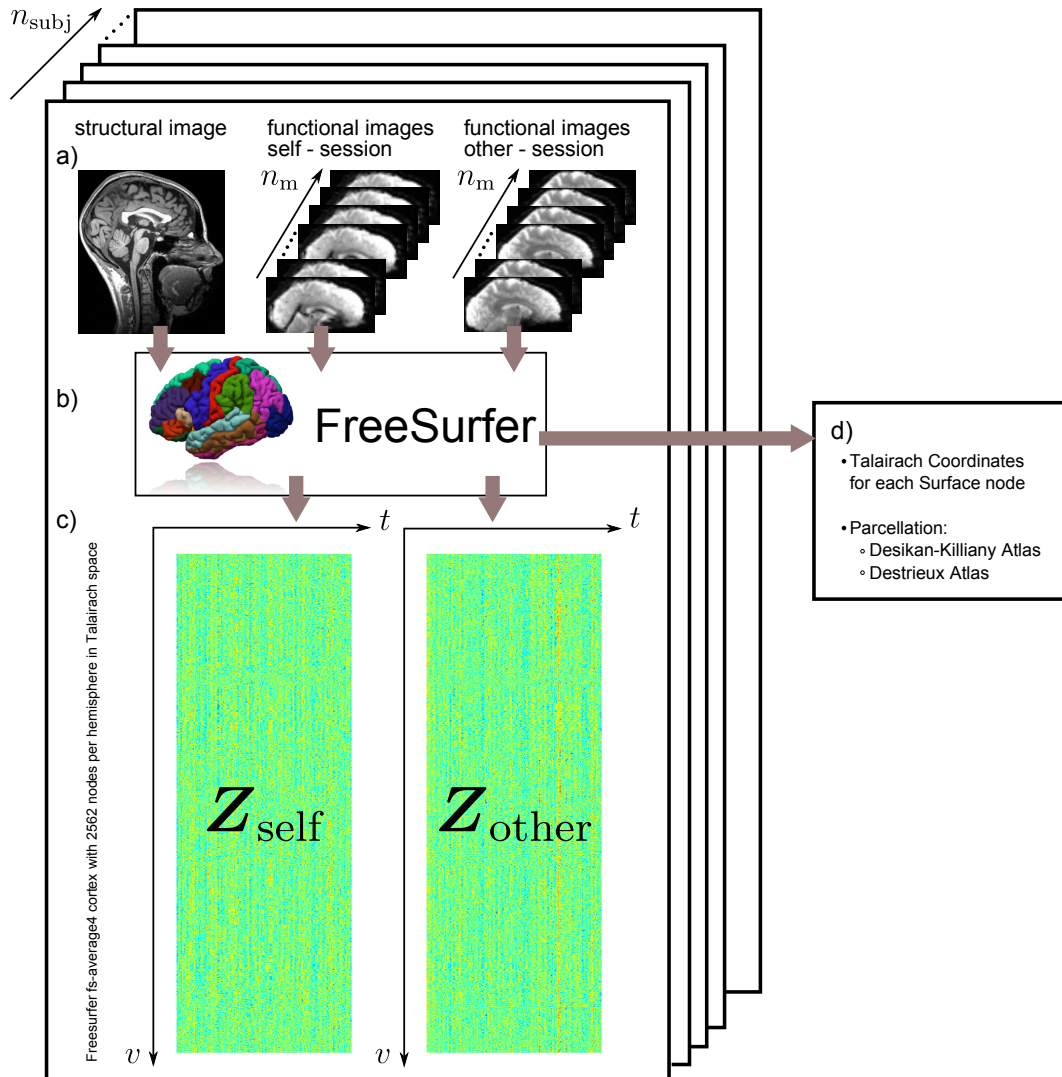 n_subj
structural image
functional images
self - session
functional images
other - session
a)
n_m
n_m
b)
FreeSurfer
d)
•Talairach Coordinates
for each Surface node
•Parcellation:
∘ Desikan-Killiany Atlas
∘ Destrieux Atlas
c)
t
t
Freesurfer fs-average4 cortex with 2562 nodes per hemisphere in Talairach space
Z_self
Z_other
v
v